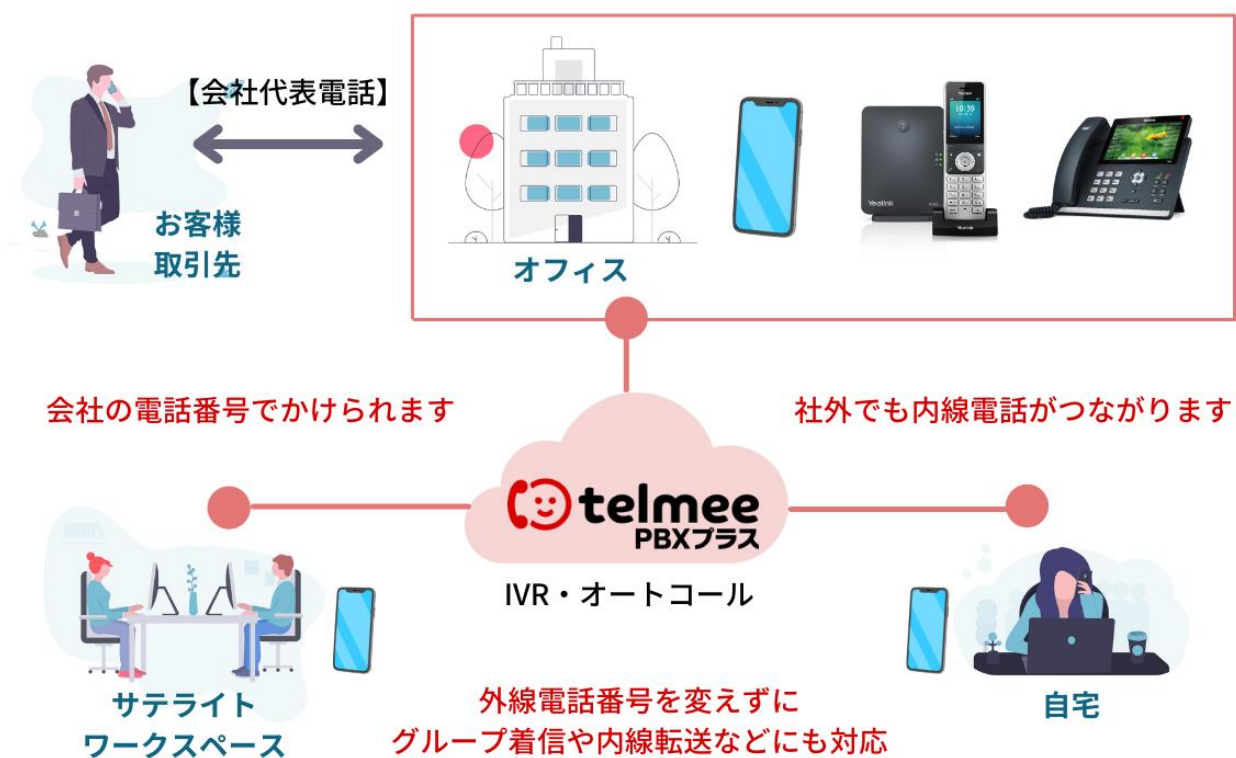 【会社代表電話】
お客様
取引先
オフィス
10:39
Yealink
Yealink
会社の電話番号でかけられます
社外でも内線電話がつながります
telmee
PBXプラス
IVR・オートコール
サテライト
ワークスペース
外線電話番号を変えずに
グループ着信や内線転送などにも対応
自宅